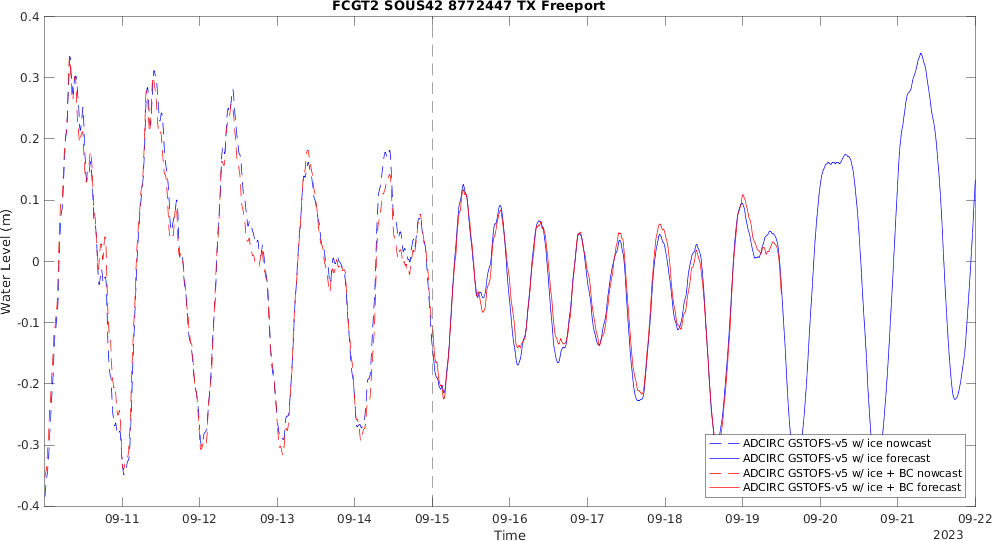 FCGT2 SOUS42 8772447 TX Freeport
0.4
0.3
0.2
0.1
0
-0.1
-0.2
-0.3
-0.4
Water Level (m)
09-11 09-12 09-13 09-14 09-15 09-16 09-17 09-18 09-19 09-20 09-21 09-22
Time
2023
ADCIRC GSTOFS-v5 w/ ice nowcast
ADCIRC GSTOFS-v5 w/ ice forecast
ADCIRC GSTOFS-v5 w/ ice + BC nowcast
ADCIRC GSTOFS-v5 w/ ice + BC forecast